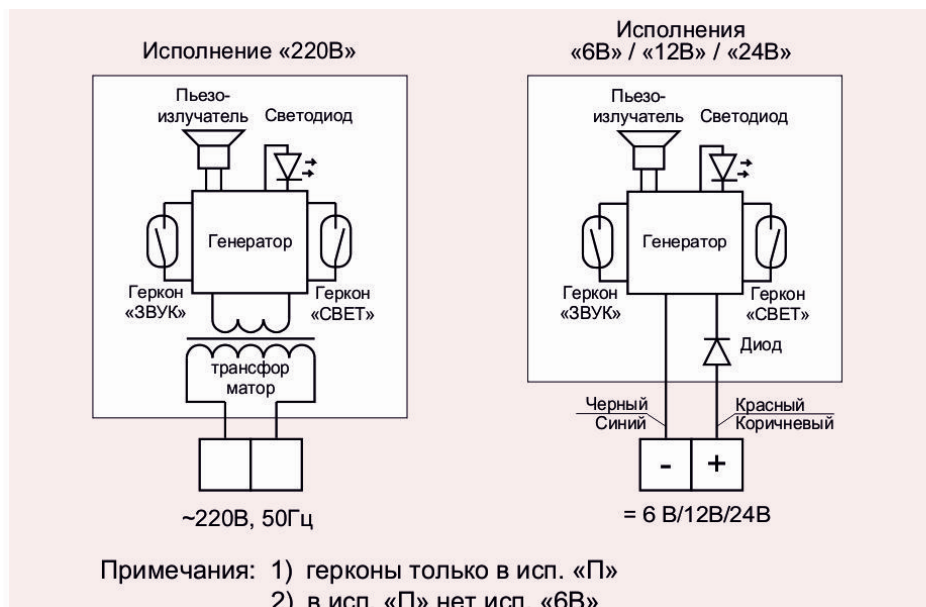 Исполнение «220В»
Пьезо-
излучатель
Светодиод
Генератор
Геркон
«ЗВУК»
Геркон
«СВЕТ»
трансфор
матор
~220В, 50Гц
Исполнения
«6В» / «12В» / «24В»
Пьезо-
излучатель
Светодиод
Генератор
Геркон
«ЗВУК»
Геркон
«СВЕТ»
Диод
Черный
Синий
Красный
Коричневый
- +
= 6 В/12В/24В
Примечания: 1) герконы только в исп. «П»
2) в исп. «П» нет исп. «6В»